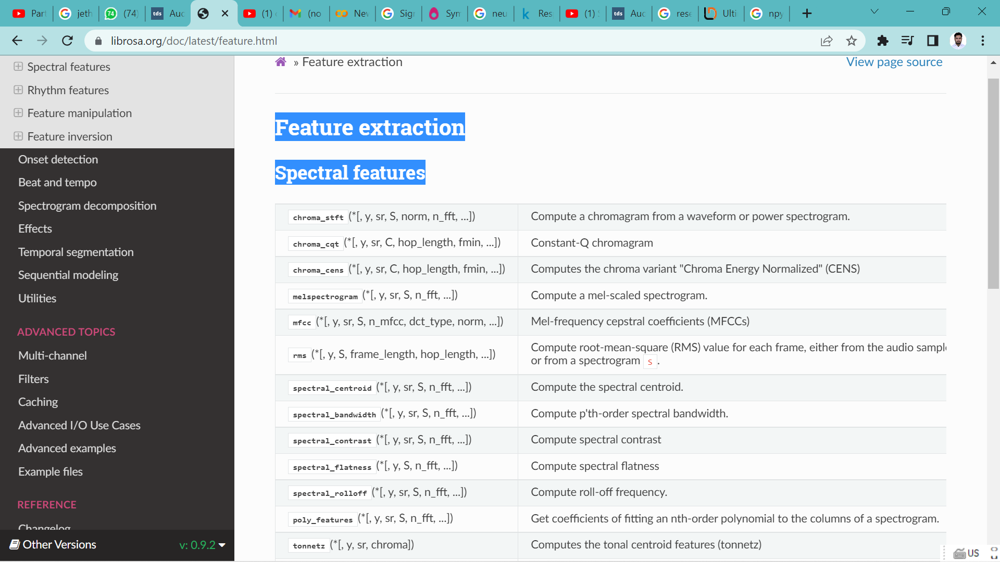 Part
jeth
74
(74)
tds
Aud
(1)
(no
Nev
Sig
Sym
neu
k
Res
(1)
tds
Auc
rese
Ulti
npy
librosa.org/doc/latest/feature.html
Spectral features
Rhythm features
Feature manipulation
Feature inversion
Onset detection
Beat and tempo
Spectrogram decomposition
Effects
Temporal segmentation
Sequential modeling
Utilities
ADVANCED TOPICS
Multi-channel
Filters
Caching
Advanced I/O Use Cases
Advanced examples
Example files
REFERENCE
Changelog
Other Versions
v: 0.9.2
» Feature extraction
View page source
Feature extraction
Spectral features
chroma_stft(*[, y, sr, S, norm, n_fft, ...]) Compute a chromagram from a waveform or power spectrogram.
chroma_cqt(*[, y, sr, C, hop_length, fmin, ...]) Constant-Q chromagram
chroma_cens(*[, y, sr, C, hop_length, fmin, ...]) Computes the chroma variant "Chroma Energy Normalized" (CENS)
melspectrogram(*[, y, sr, S, n_fft, ...]) Compute a mel-scaled spectrogram.
mfcc(*[, y, sr, S, n_mfcc, dct_type, norm, ...]) Mel-frequency cepstral coefficients (MFCCs)
rms(*[, y, S, frame_length, hop_length, ...]) Compute root-mean-square (RMS) value for each frame, either from the audio sampl
or from a spectrogram S.
spectral_centroid(*[, y, sr, S, n_fft, ...]) Compute the spectral centroid.
spectral_bandwidth(*[, y, sr, S, n_fft, ...]) Compute p'th-order spectral bandwidth.
spectral_contrast(*[, y, sr, S, n_fft, ...]) Compute spectral contrast
spectral_flatness(*[, y, S, n_fft, ...]) Compute spectral flatness
spectral_rolloff(*[, y, sr, S, n_fft, ...]) Compute roll-off frequency.
poly_features(*[, y, sr, S, n_fft, ...]) Get coefficients of fitting an nth-order polynomial to the columns of a spectrogram.
tonnetz(*[, y, sr, chroma]) Computes the tonal centroid features (tonnetz)
US